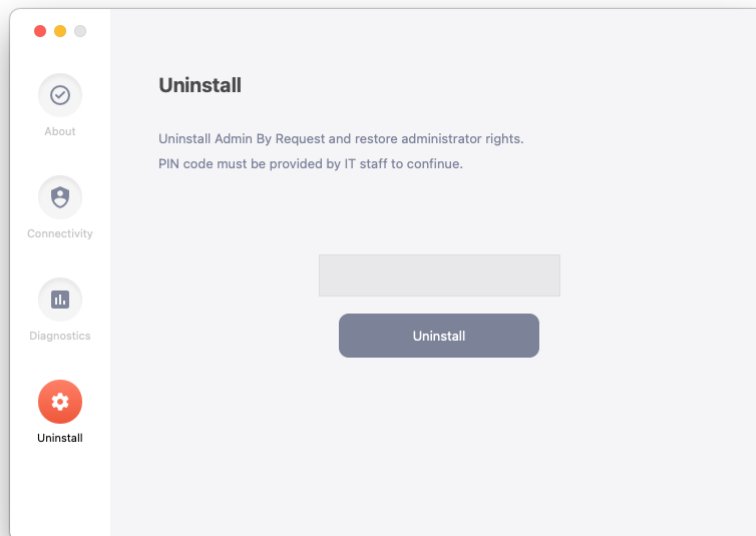 About
Connectivity
Diagnostics
Uninstall
Uninstall
Uninstall Admin By Request and restore administrator rights.
PIN code must be provided by IT staff to continue.
Uninstall